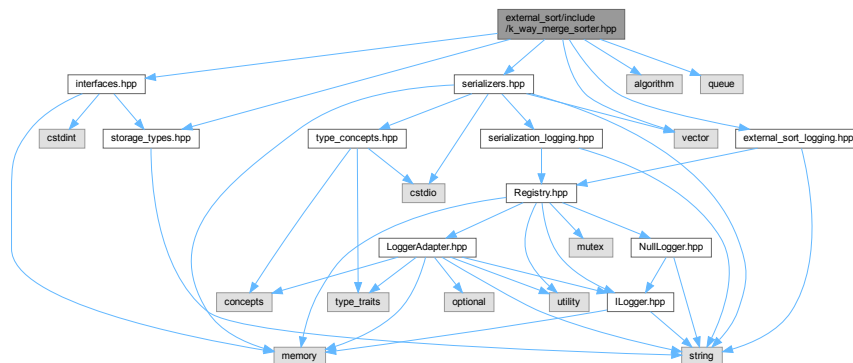 external_sort/include
/k_way_merge_sorter.hpp
interfaces.hpp
serializers.hpp
algorithm
queue
cstdint
storage_types.hpp
type_concepts.hpp
serialization_logging.hpp
vector
external_sort_logging.hpp
cstdio
Registry.hpp
LoggerAdapter.hpp
mutex
NullLogger.hpp
concepts
type_traits
optional
utility
ILogger.hpp
memory
string